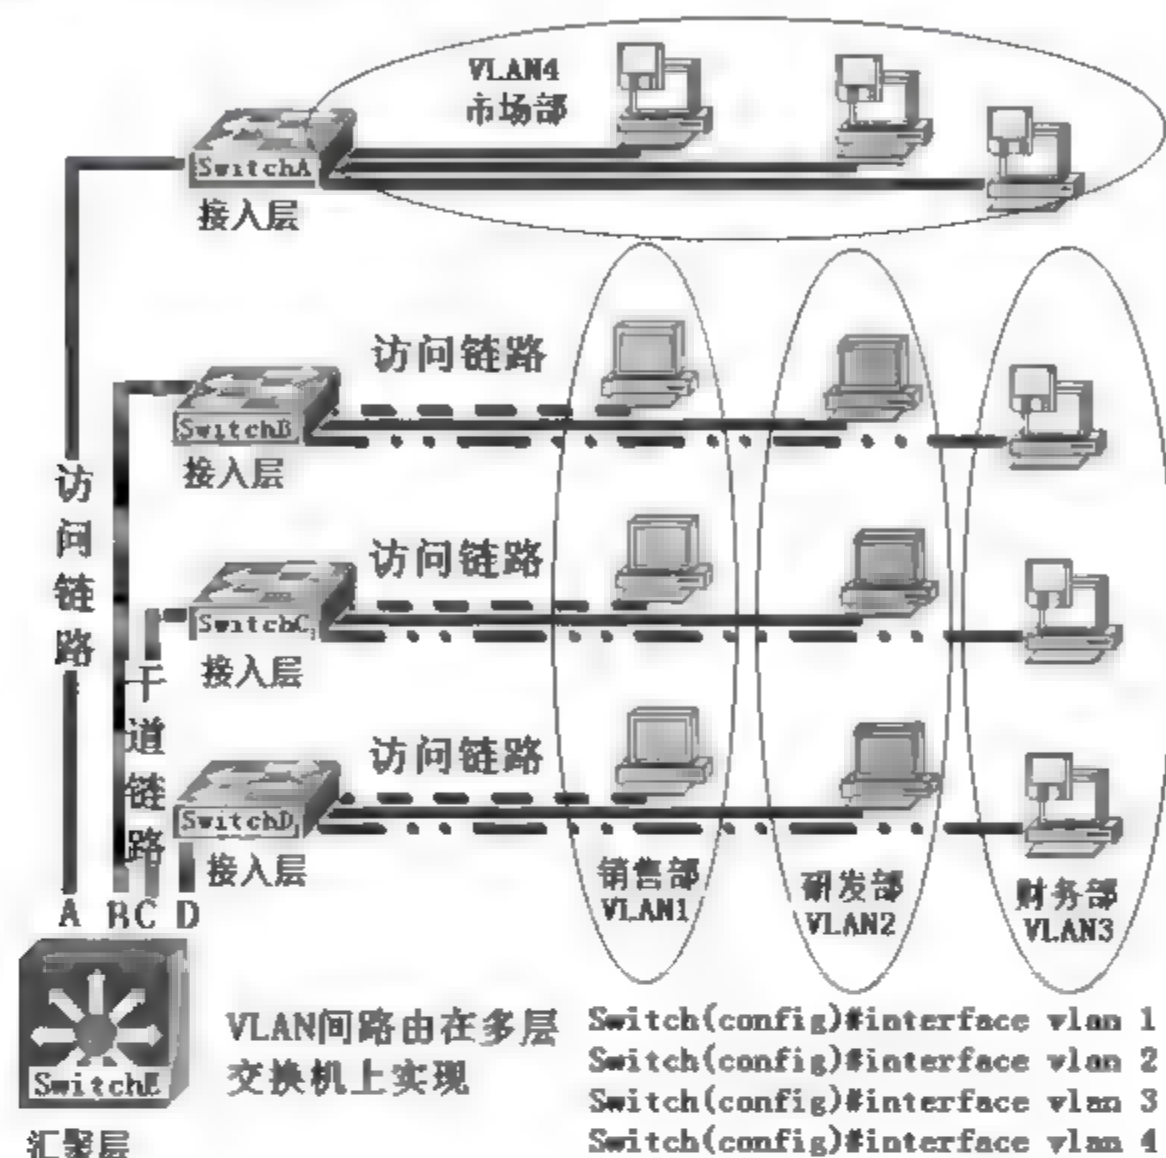 VLAN4
市场部
SwitchA
接入层
访问链路
SwitchB
接入层
访问链路
访问链路
SwitchC
接入层
干道链路
访问链路
SwitchD
接入层
销售部
VLAN1
研发部
VLAN2
财务部
VLAN3
A B C D
SwitchE
汇聚层
VLAN间路由在多层
交换机上实现
Switch(config)#interface vlan 1
Switch(config)#interface vlan 2
Switch(config)#interface vlan 3
Switch(config)#interface vlan 4